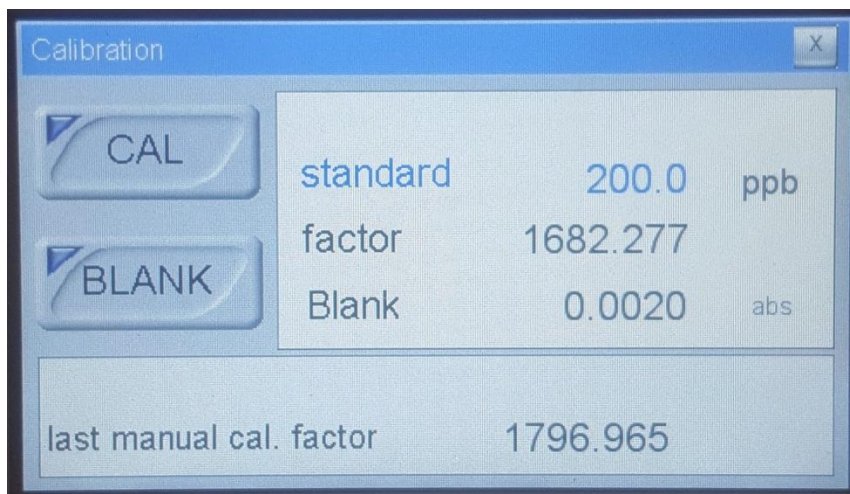 Calibration X
CAL
standard 200.0 ppb
factor 1682.277
BLANK
Blank 0.0020 abs
last manual cal. factor 1796.965